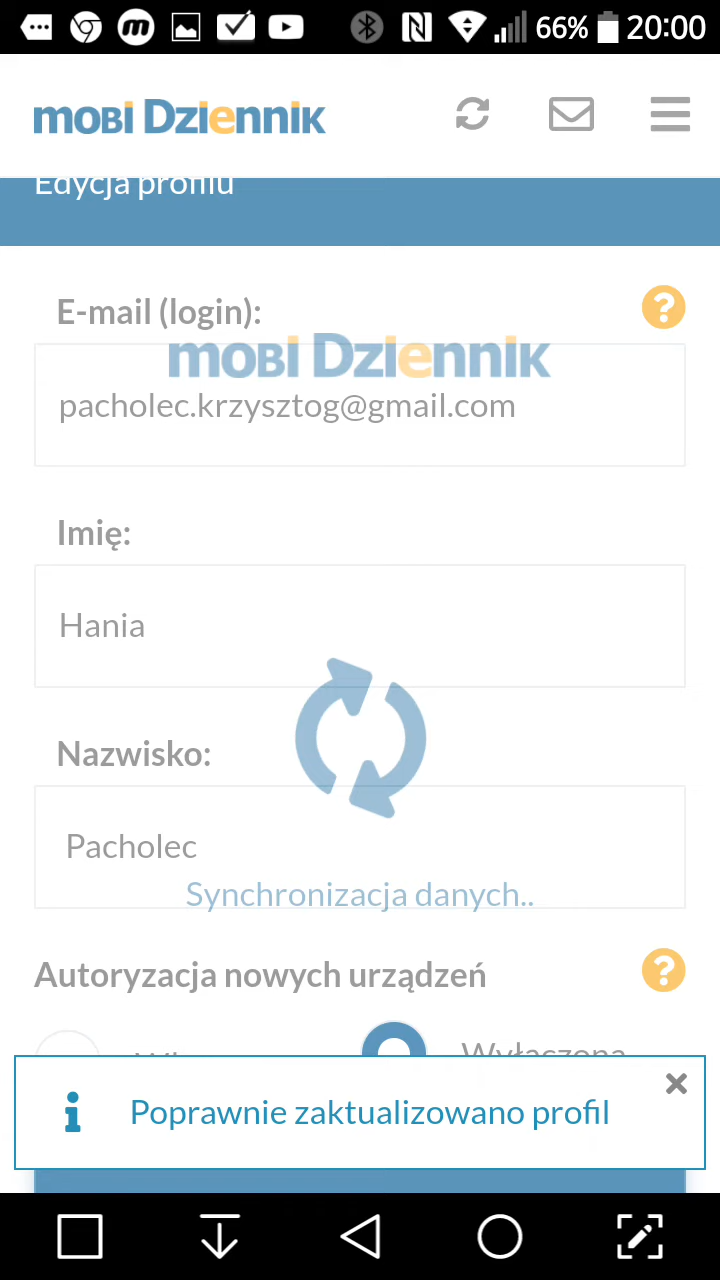 66% 20:00
mobi Dziennik
Edycja profilu
E-mail (login):
mobi Dziennik
pacholec.krzysztog@gmail.com
Imię:
Hania
Nazwisko:
Pacholec
Synchronizacja danych..
Autoryzacja nowych urządzeń
Wyłączona
Poprawnie zaktualizowano profil